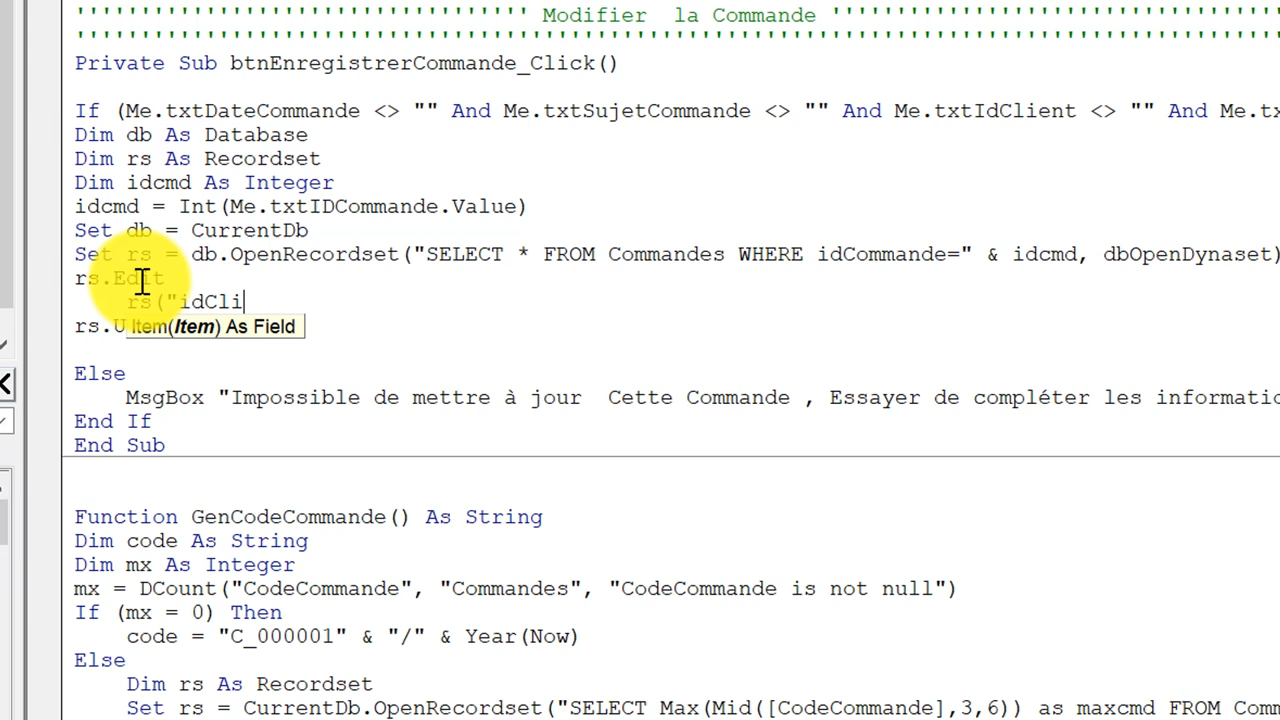 '''''''''''''''''''''''''''''''''''' Modifier  la Commande '''''''''''''''''''''''''''''''''''
''''''''''''''''''''''''''''''''''''''''''''''''''''''''''''''''''''''''''''''''''''''''''''''
Private Sub btnEnregistrerCommande_Click()
If (Me.txtDateCommande <> "" And Me.txtSujetCommande <> "" And Me.txtIdClient <> "" And Me.tx
Dim db As Database
Dim rs As Recordset
Dim idcmd As Integer
idcmd = Int(Me.txtIDCommande.Value)
Set db = CurrentDb
Set rs = db.OpenRecordset("SELECT * FROM Commandes WHERE idCommande=" & idcmd, dbOpenDynaset)
rs.Edit
rs("idCli
rs.U
Item(Item) As Field
Else
MsgBox "Impossible de mettre à jour  Cette Commande , Essayer de compléter les informatio
End If
End Sub
Function GenCodeCommande() As String
Dim code As String
Dim mx As Integer
mx = DCount("CodeCommande", "Commandes", "CodeCommande is not null")
If (mx = 0) Then
code = "C_000001" & "/" & Year(Now)
Else
Dim rs As Recordset
Set rs = CurrentDb.OpenRecordset("SELECT Max(Mid([CodeCommande],3,6)) as maxcmd FROM Com